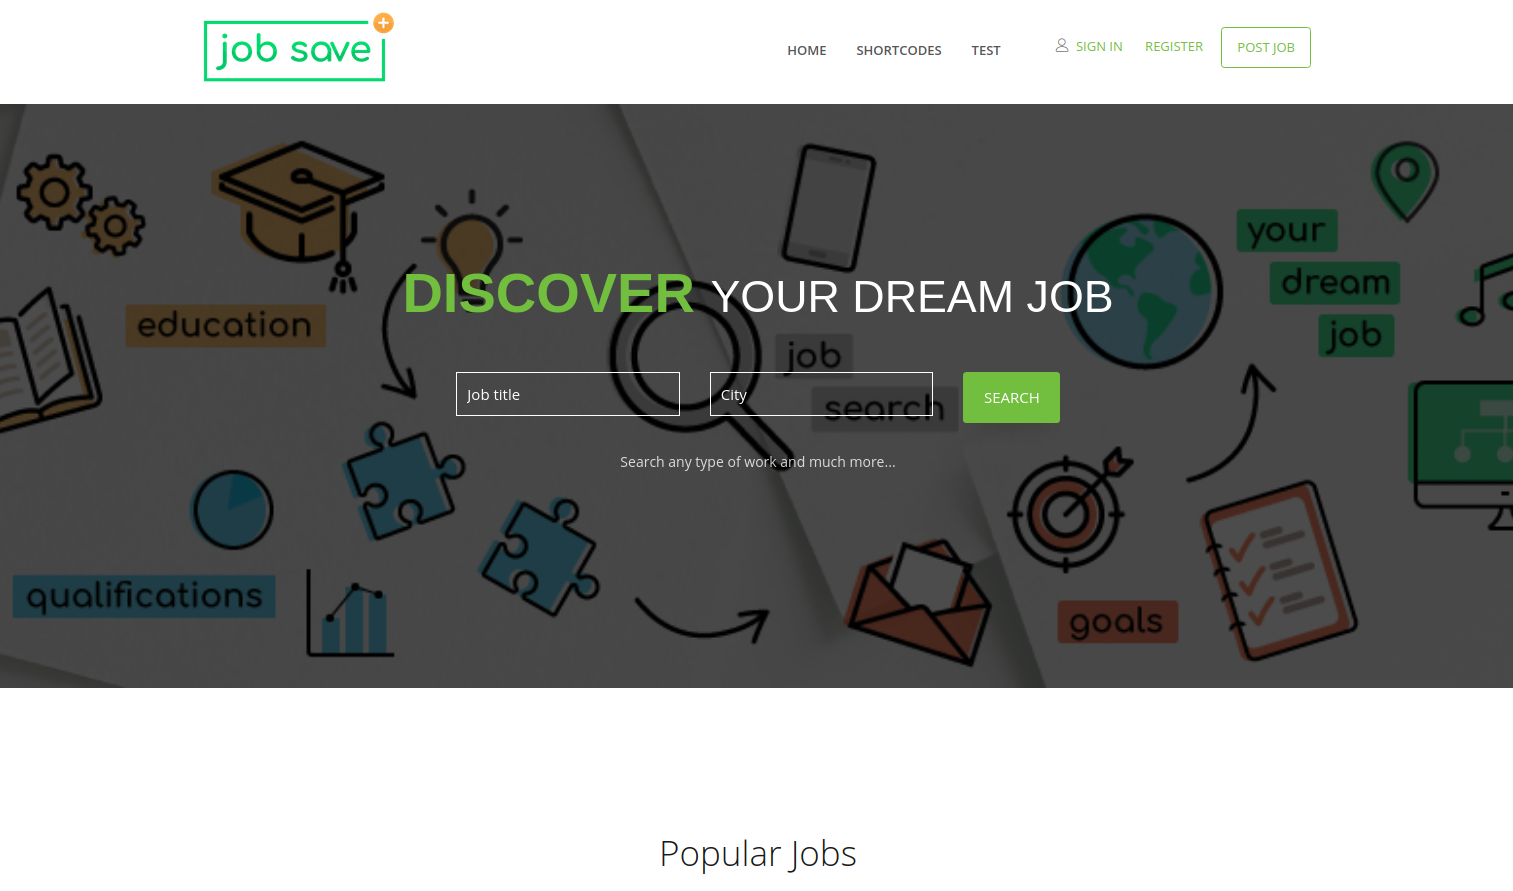 job save
HOME SHORTCODES TEST SIGN IN REGISTER POST JOB
your
dream
job
education
DISCOVER YOUR DREAM JOB
job
search
Job title City SEARCH
Search any type of work and much more...
qualifications
goals
Popular Jobs